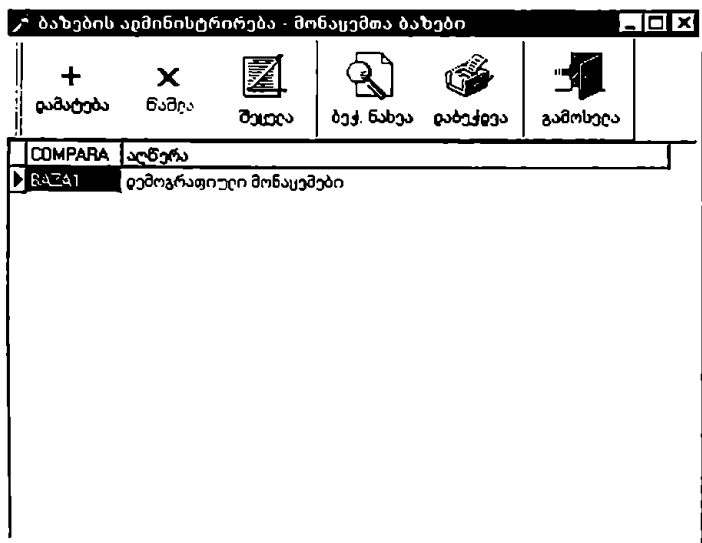 ბაზების ადმინისტრირება - მონაცემთა ბაზები
დამატება წაშლა შეცვლა ბეჭ. ნახვა დაბეჭდვა გამოსვლა
COMPARA აღწერა
BAZA1 დემოგრაფიული მონაცემები